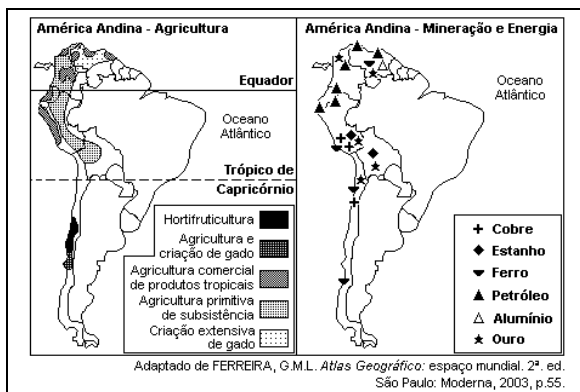 América Andina - Agricultura
Equador
Oceano
Atlântico
Trópico de
Capricórnio
Hortifruticultura
Agricultura e
criação de gado
Agricultura comercial
de produtos tropicais
Agricultura primitiva
de subsistência
Criação extensiva
de gado
América Andina - Mineração e Energia
Oceano
Atlântico
Cobre
Estanho
Ferro
Petróleo
Alumínio
Ouro
Adaptado de FERREIRA, G.M.L. Atlas Geográfico: espaço mundial. 2ª. ed.
São Paulo: Moderna, 2003, p.55.